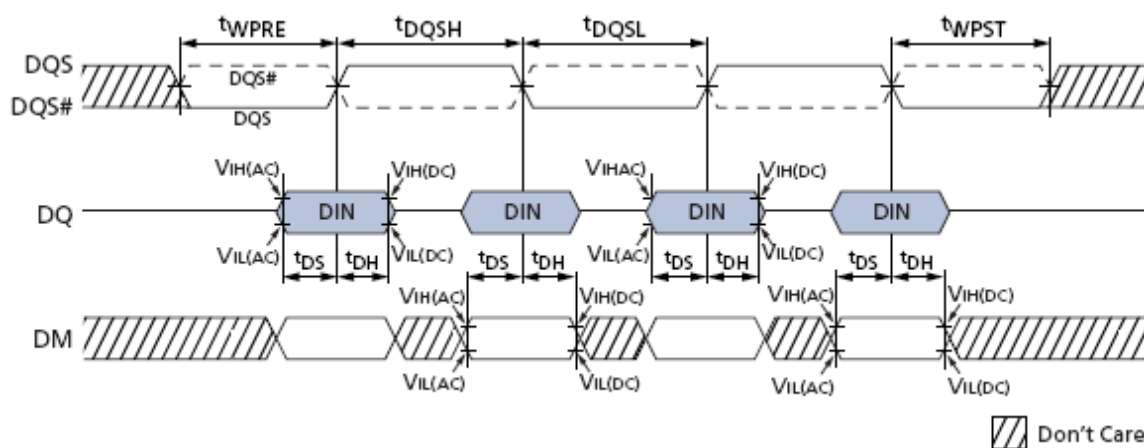 tWPRE tDQSH tDQSL tWPST
DQS
DQS#
DQS#
DQS
VIH(AC) VIH(DC) VIHAC) VIH(DC)
DQ DIN DIN DIN DIN
VIL(AC) VIL(DC) VIL(AC) VIL(DC)
tDS tDH tDS tDH tDS tDH tDS tDH
VIH(AC) VIH(DC) VIH(AC) VIH(DC)
DM
VIL(AC) VIL(DC) VIL(AC) VIL(DC)
Don't Care